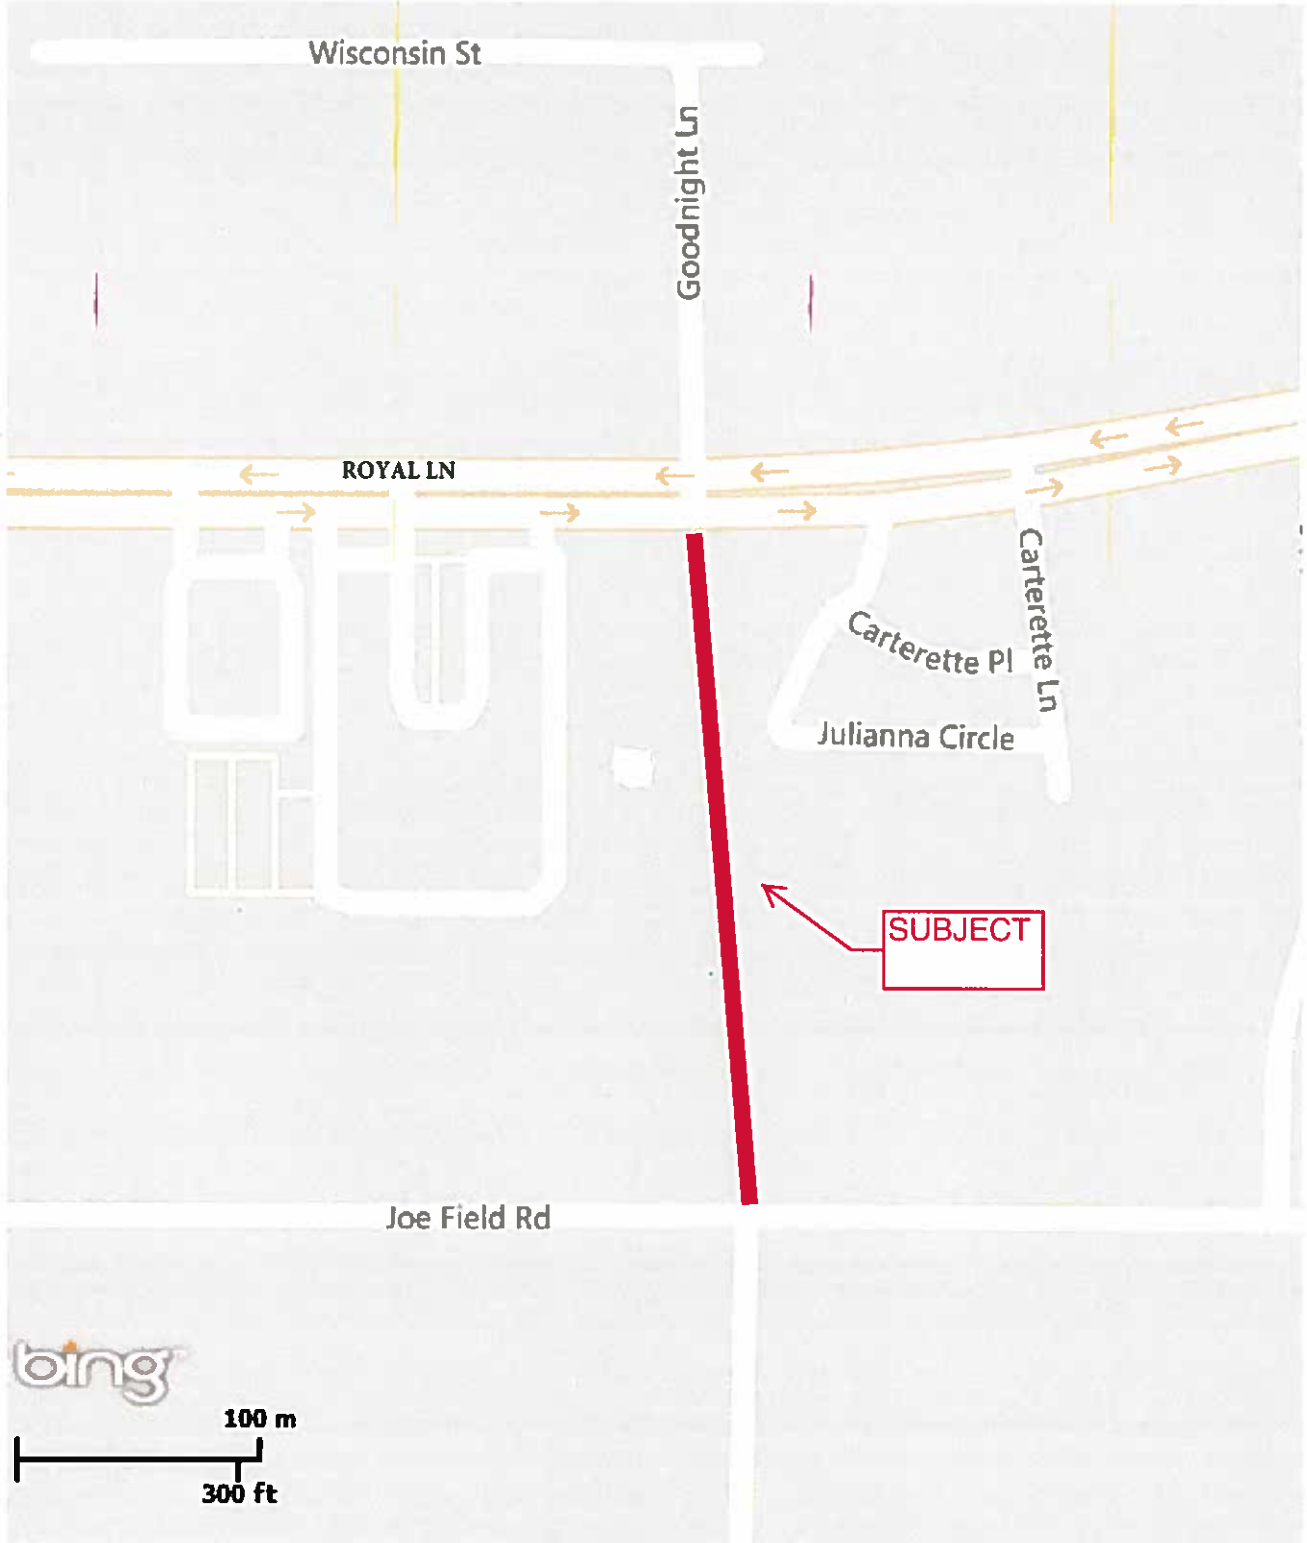 Wisconsin St
Goodnight Ln
ROYAL LN
Carterette Ln
Carterette Pl
Julianna Circle
SUBJECT
Joe Field Rd
bing
100 m
300 ft